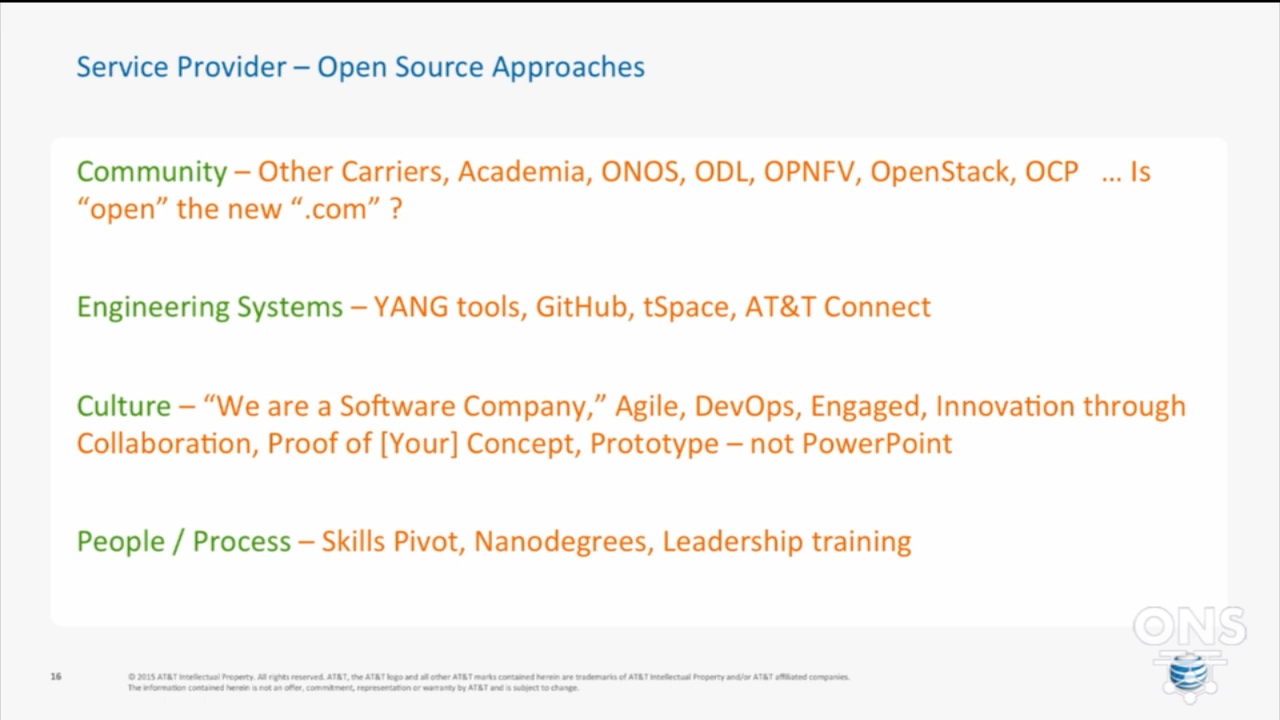 Service Provider – Open Source Approaches
Community – Other Carriers, Academia, ONOS, ODL, OPNFV, OpenStack, OCP ... Is
“open” the new “.com” ?
Engineering Systems – YANG tools, GitHub, tSpace, AT&T Connect
Culture – “We are a Software Company,” Agile, DevOps, Engaged, Innovation through
Collaboration, Proof of [Your] Concept, Prototype – not PowerPoint
People / Process – Skills Pivot, Nanodegrees, Leadership training
ONS
16
© 2015 AT&T Intellectual Property. All rights reserved. AT&T, the AT&T logo and all other AT&T marks contained herein are trademarks of AT&T Intellectual Property and/or AT&T affiliated companies.
The information contained herein is not an offer, commitment, representation or warranty by AT&T and is subject to change.